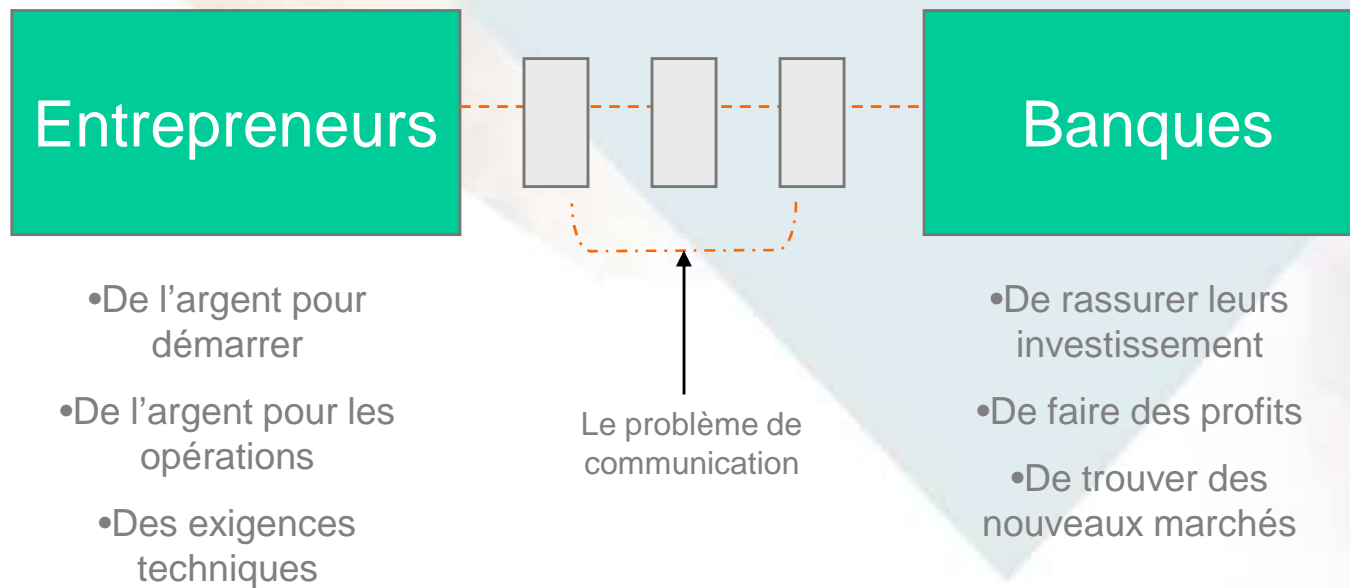 Entrepreneurs
Banques
•De l’argent pour
démarrer
•De l’argent pour les
opérations
•Des exigences
techniques
Le problème de
communication
•De rassurer leurs
investissement
•De faire des profits
•De trouver des
nouveaux marchés